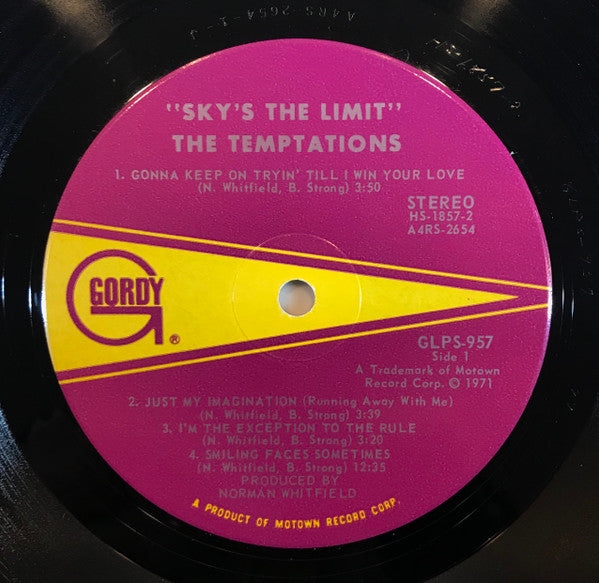 A4RS-2654-1
"SKY'S THE LIMIT"
THE TEMPTATIONS
1. GONNA KEEP ON TRYIN' TILL I WIN YOUR LOVE
(N. Whitfield, B. Strong) 3:50
STEREO
HS-1857-2
A4RS-2654
GORDY
®
GLPS-957
Side 1
A Trademark of Motown
Record Corp. © 1971
2. JUST MY IMAGINATION (Running Away With Me)
(N. Whitfield, B. Strong) 3:39
3. I'M THE EXCEPTION TO THE RULE
(N. Whitfield, B. Strong) 3:20
4. SMILING FACES SOMETIMES
(N. Whitfield, B. Strong) 12:35
PRODUCED BY
NORMAN WHITFIELD
A PRODUCT OF MOTOWN RECORD CORP.